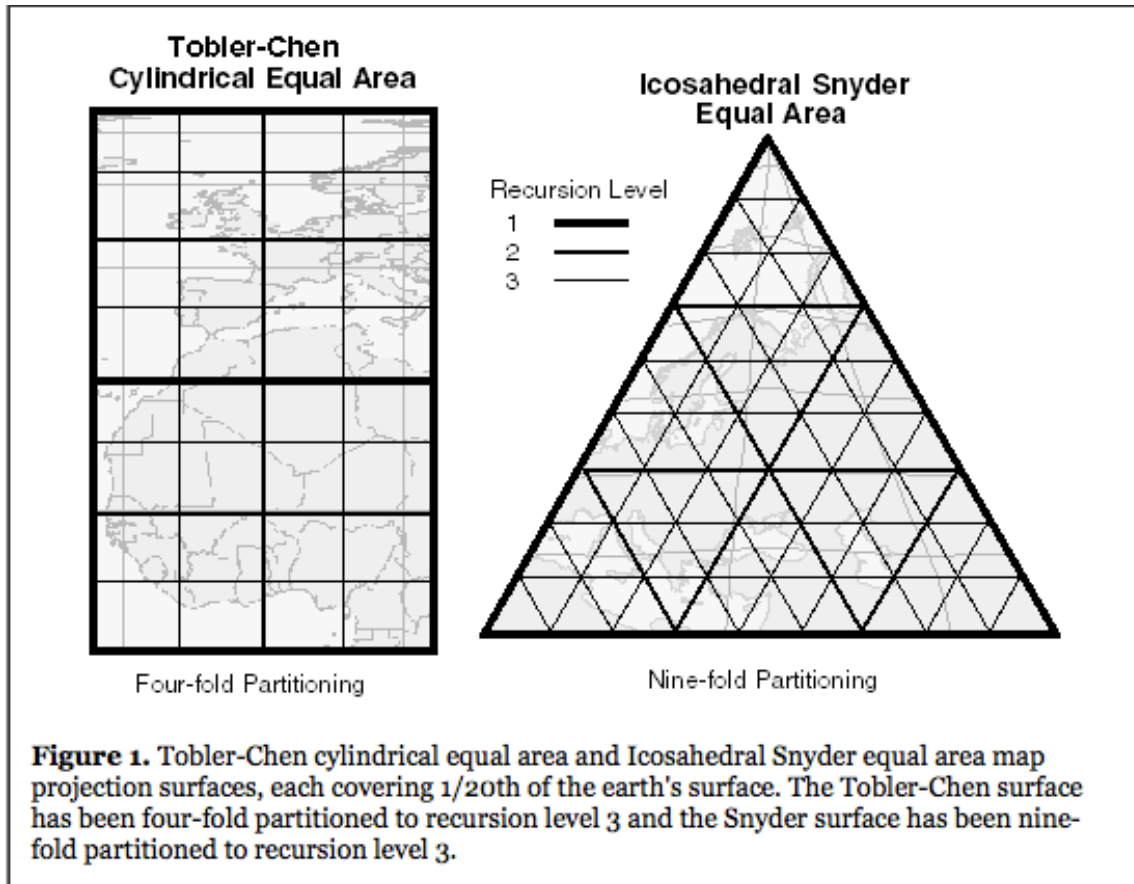 Tobler-Chen
Cylindrical Equal Area
Icosahedral Snyder
Equal Area
Recursion Level
1
2
3
Four-fold Partitioning
Nine-fold Partitioning
Figure 1. Tobler-Chen cylindrical equal area and Icosahedral Snyder equal area map
projection surfaces, each covering 1/20th of the earth's surface. The Tobler-Chen surface
has been four-fold partitioned to recursion level 3 and the Snyder surface has been nine-
fold partitioned to recursion level 3.